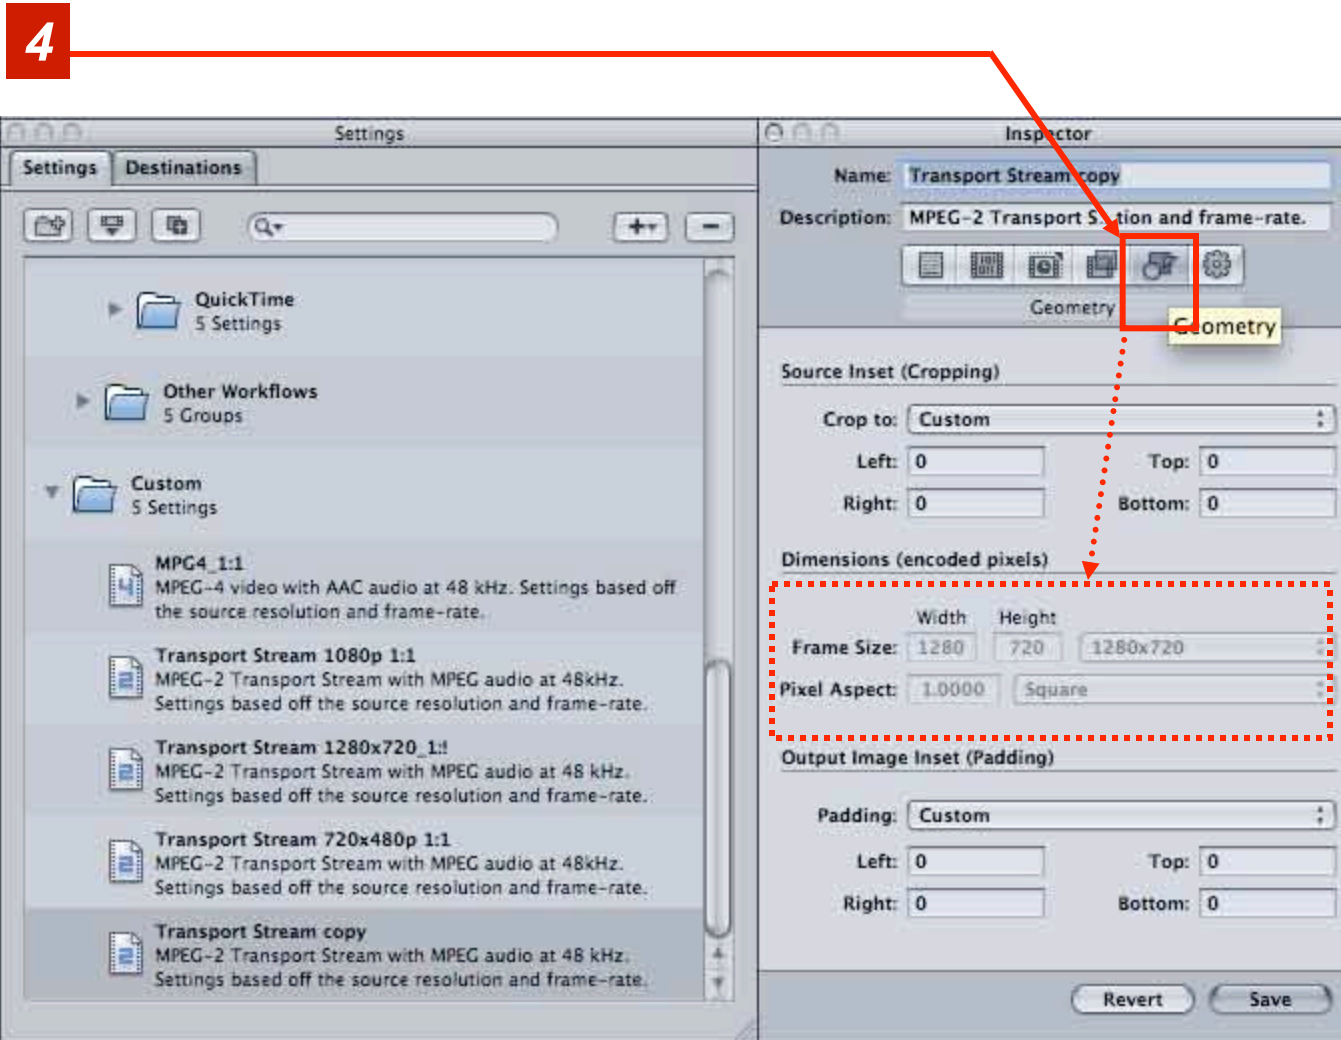 4
Settings
Settings Destinations
QuickTime
5 Settings
Other Workflows
5 Groups
Custom
5 Settings
MPG4_1:1
MPEG-4 video with AAC audio at 48 kHz. Settings based off
the source resolution and frame-rate.
Transport Stream 1080p 1:1
MPEG-2 Transport Stream with MPEG audio at 48kHz.
Settings based off the source resolution and frame-rate.
Transport Stream 1280x720_1:!
MPEG-2 Transport Stream with MPEG audio at 48 kHz.
Settings based off the source resolution and frame-rate.
Transport Stream 720x480p 1:1
MPEG-2 Transport Stream with MPEG audio at 48kHz.
Settings based off the source resolution and frame-rate.
Transport Stream copy
MPEG-2 Transport Stream with MPEG audio at 48 kHz.
Settings based off the source resolution and frame-rate.
Inspector
Name: Transport Stream copy
Description: MPEG-2 Transport S...tion and frame-rate.
Geometry
Geometry
Source Inset (Cropping)
Crop to: Custom
Left: 0 Top: 0
Right: 0 Bottom: 0
Dimensions (encoded pixels)
Width Height
Frame Size: 1280 720 1280x720
Pixel Aspect: 1.0000 Square
Output Image Inset (Padding)
Padding: Custom
Left: 0 Top: 0
Right: 0 Bottom: 0
Revert Save